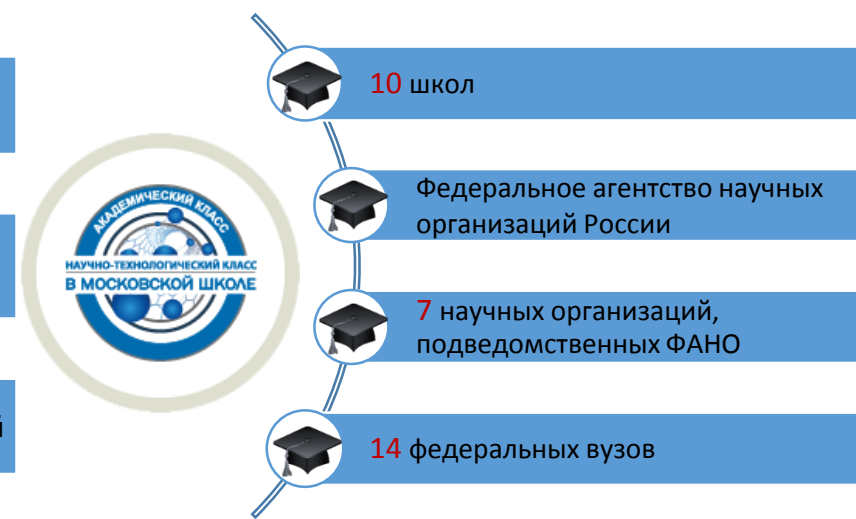 АКАДЕМИЧЕСКИЙ КЛАСС
НАУЧНО-ТЕХНОЛОГИЧЕСКИЙ КЛАСС
В МОСКОВСКОЙ ШКОЛЕ
10 школ
Федеральное агентство научных
организаций России
7 научных организаций,
подведомственных ФАНО
14 федеральных вузов
й